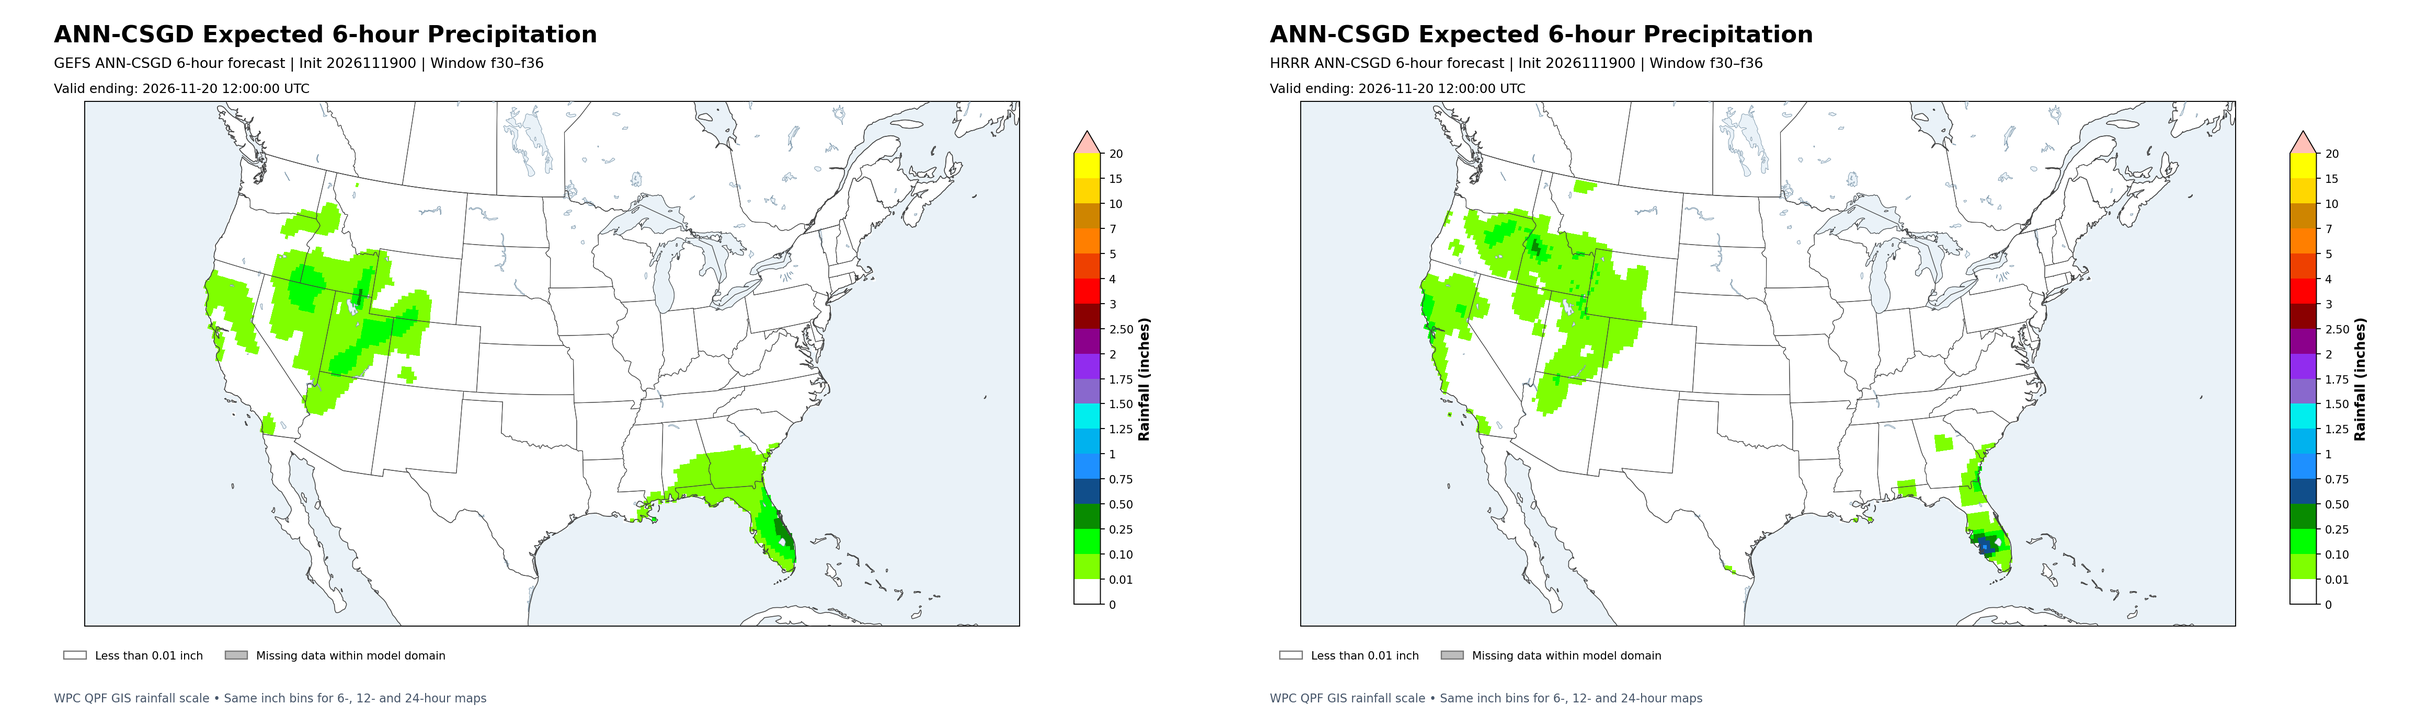 ANN-CSGD Expected 6-hour Precipitation
GEFS ANN-CSGD 6-hour forecast | Init 2026111900 | Window f30–f36
Valid ending: 2026-11-20 12:00:00 UTC
20
15
10
7
5
4
3
2.50
2
1.75
1.50
1.25
1
0.75
0.50
0.25
0.10
0.01
0
Rainfall (inches)
Less than 0.01 inch
Missing data within model domain
WPC QPF GIS rainfall scale • Same inch bins for 6-, 12- and 24-hour maps
ANN-CSGD Expected 6-hour Precipitation
HRRR ANN-CSGD 6-hour forecast | Init 2026111900 | Window f30–f36
Valid ending: 2026-11-20 12:00:00 UTC
20
15
10
7
5
4
3
2.50
2
1.75
1.50
1.25
1
0.75
0.50
0.25
0.10
0.01
0
Rainfall (inches)
Less than 0.01 inch
Missing data within model domain
WPC QPF GIS rainfall scale • Same inch bins for 6-, 12- and 24-hour maps